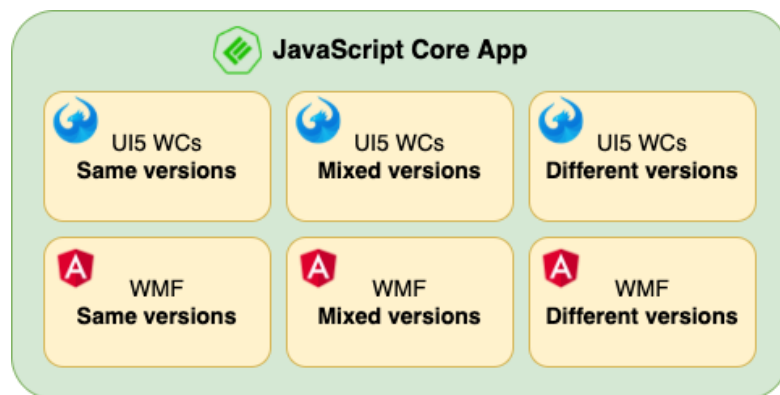 JavaScript Core App
UI5 WCs
Same versions
UI5 WCs
Mixed versions
UI5 WCs
Different versions
WMF
Same versions
WMF
Mixed versions
WMF
Different versions